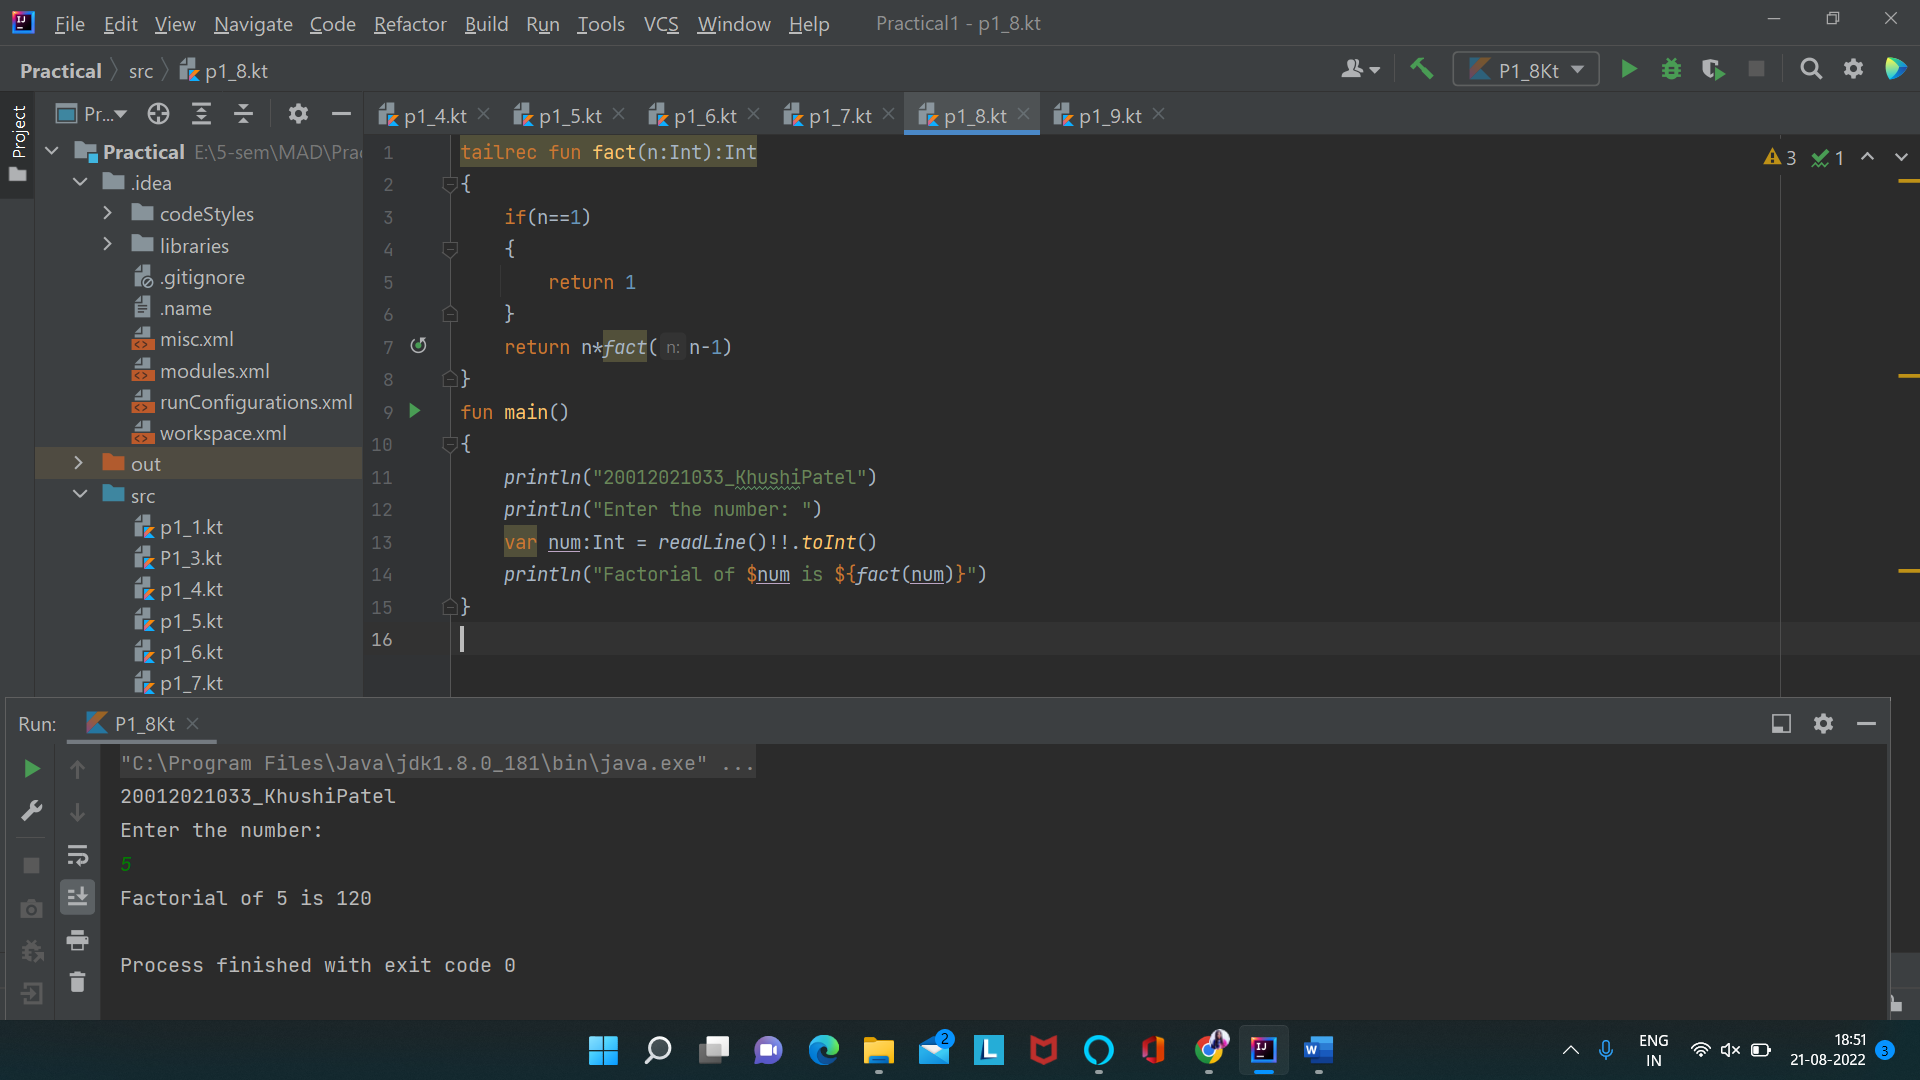 File Edit View Navigate Code Refactor Build Run Tools VCS Window Help Practical1 - p1_8.kt
Practical src p1_8.kt P1_8Kt
Project
Pr... p1_4.kt p1_5.kt p1_6.kt p1_7.kt p1_8.kt p1_9.kt
Practical E:\5-sem\MAD\Prac
.idea
codeStyles
libraries
.gitignore
.name
misc.xml
modules.xml
runConfigurations.xml
workspace.xml
out
src
p1_1.kt
P1_3.kt
p1_4.kt
p1_5.kt
p1_6.kt
p1_7.kt
3 1
1 tailrec fun fact(n:Int):Int
2 {
3 if(n==1)
4 {
5 return 1
6 }
7 return n*fact( n: n-1)
8 }
9 fun main()
10 {
11 println("20012021033_KhushiPatel")
12 println("Enter the number: ")
13 var num:Int = readLine()!!.toInt()
14 println("Factorial of $num is ${fact(num)}")
15 }
16
Run: P1_8Kt
"C:\Program Files\Java\jdk1.8.0_181\bin\java.exe" ...
20012021033_KhushiPatel
Enter the number:
5
Factorial of 5 is 120
Process finished with exit code 0
2
L
IJ
W
ENG
IN
18:51
21-08-2022
3